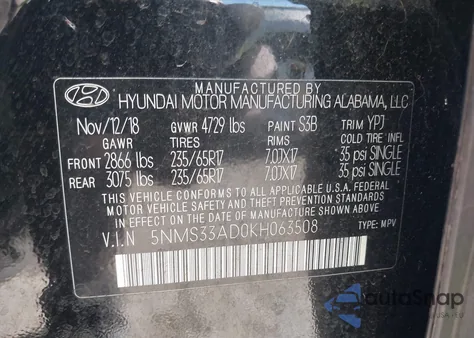 MANUFACTURED BY
HYUNDAI MOTOR MANUFACTURING ALABAMA, LLC
Nov/12/18 GVWR 4729 lbs PAINT S3B TRIM YPJ
GAWR TIRES RIMS COLD TIRE INFL
FRONT 2866 lbs 235/65R17 7.0JX17 35 psi SINGLE
REAR 3075 lbs 235/65R17 7.0JX17 35 psi SINGLE
THIS VEHICLE CONFORMS TO ALL APPLICABLE U.S.A. FEDERAL
MOTOR VEHICLE SAFETY, BUMPER, AND THEFT PREVENTION
STANDARDS IN EFFECT ON THE DATE OF MANUFACTURE SHOWN ABOVE.
V.I.N 5NMS33AD0KH063508 TYPE: MPV
autoSnap